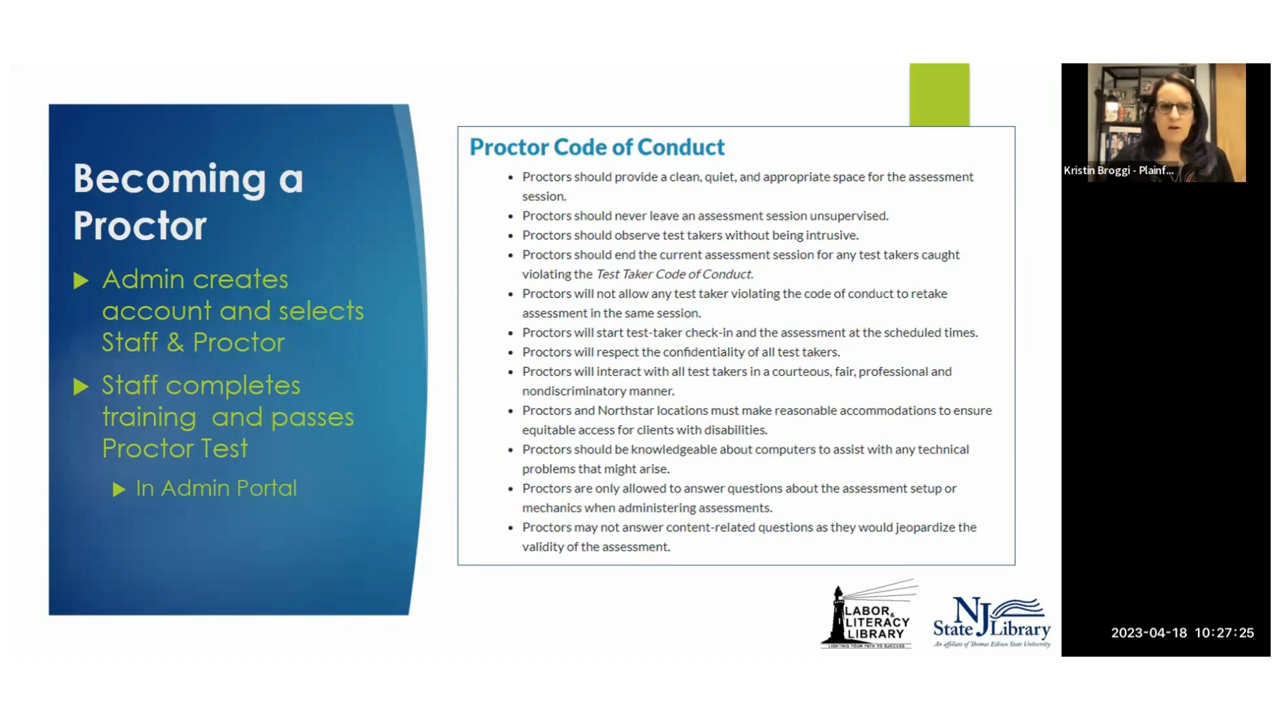 Becoming a
Proctor
Admin creates
account and selects
Staff & Proctor
Staff completes
training and passes
Proctor Test
In Admin Portal
Proctor Code of Conduct
• Proctors should provide a clean, quiet, and appropriate space for the assessment
session.
• Proctors should never leave an assessment session unsupervised.
• Proctors should observe test takers without being intrusive.
• Proctors should end the current assessment session for any test takers caught
violating the Test Taker Code of Conduct.
• Proctors will not allow any test taker violating the code of conduct to retake
assessment in the same session.
• Proctors will start test-taker check-in and the assessment at the scheduled times.
• Proctors will respect the confidentiality of all test takers.
• Proctors will interact with all test takers in a courteous, fair, professional and
nondiscriminatory manner.
• Proctors and Northstar locations must make reasonable accommodations to ensure
equitable access for clients with disabilities.
• Proctors should be knowledgeable about computers to assist with any technical
problems that might arise.
• Proctors are only allowed to answer questions about the assessment setup or
mechanics when administering assessments.
• Proctors may not answer content-related questions as they would jeopardize the
validity of the assessment.
LABOR &
LITERACY
LIBRARY
LIGHTING YOUR PATH TO SUCCESS
NJ
State Library
An affiliate of Thomas Edison State University
Kristin Broggi - Plainf...
2023-04-18 10:27:25